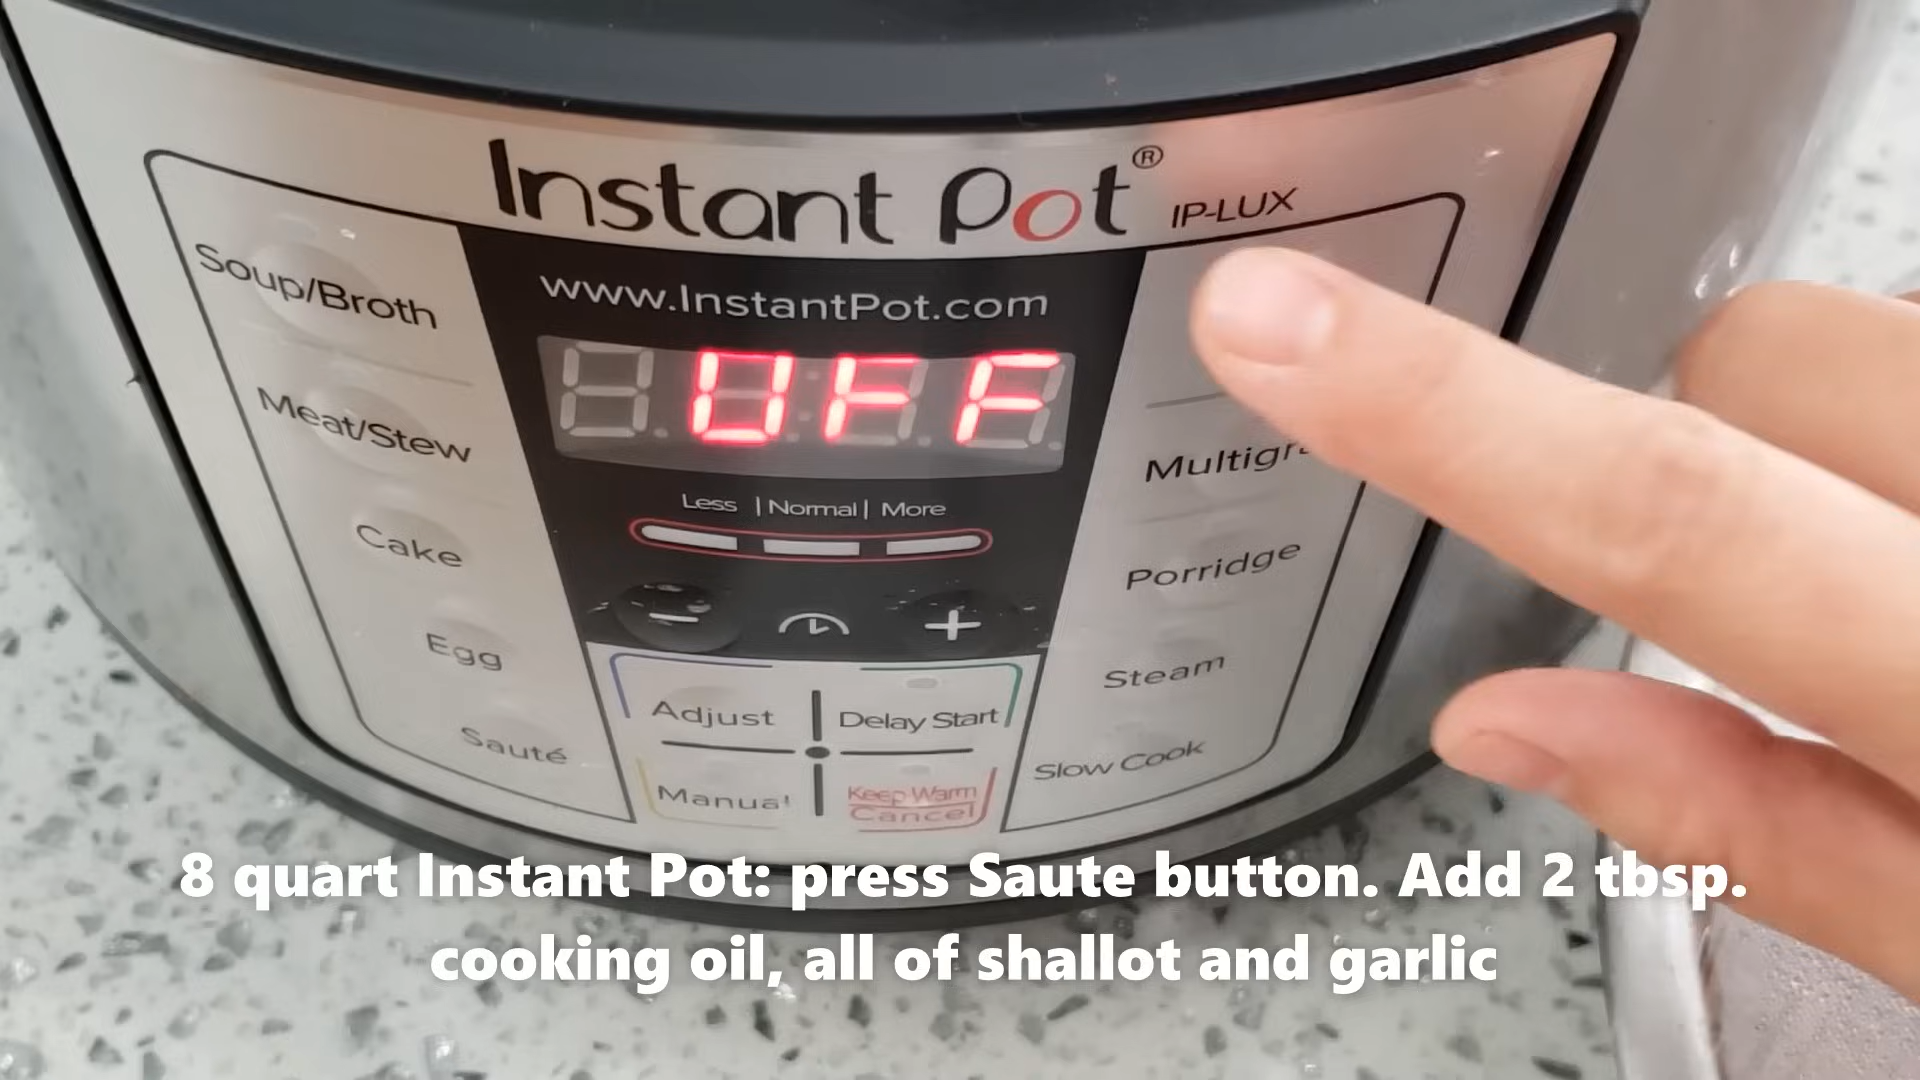 Instant Pot® IP-LUX
www.InstantPot.com
OFF
Less | Normal | More
- +
Soup/Broth
Meat/Stew
Cake
Egg
Sauté
Multigr
Porridge
Steam
Slow Cook
Adjust
Delay Start
Manual
Keep Warm
Cancel
8 quart Instant Pot: press Saute button. Add 2 tbsp.
cooking oil, all of shallot and garlic